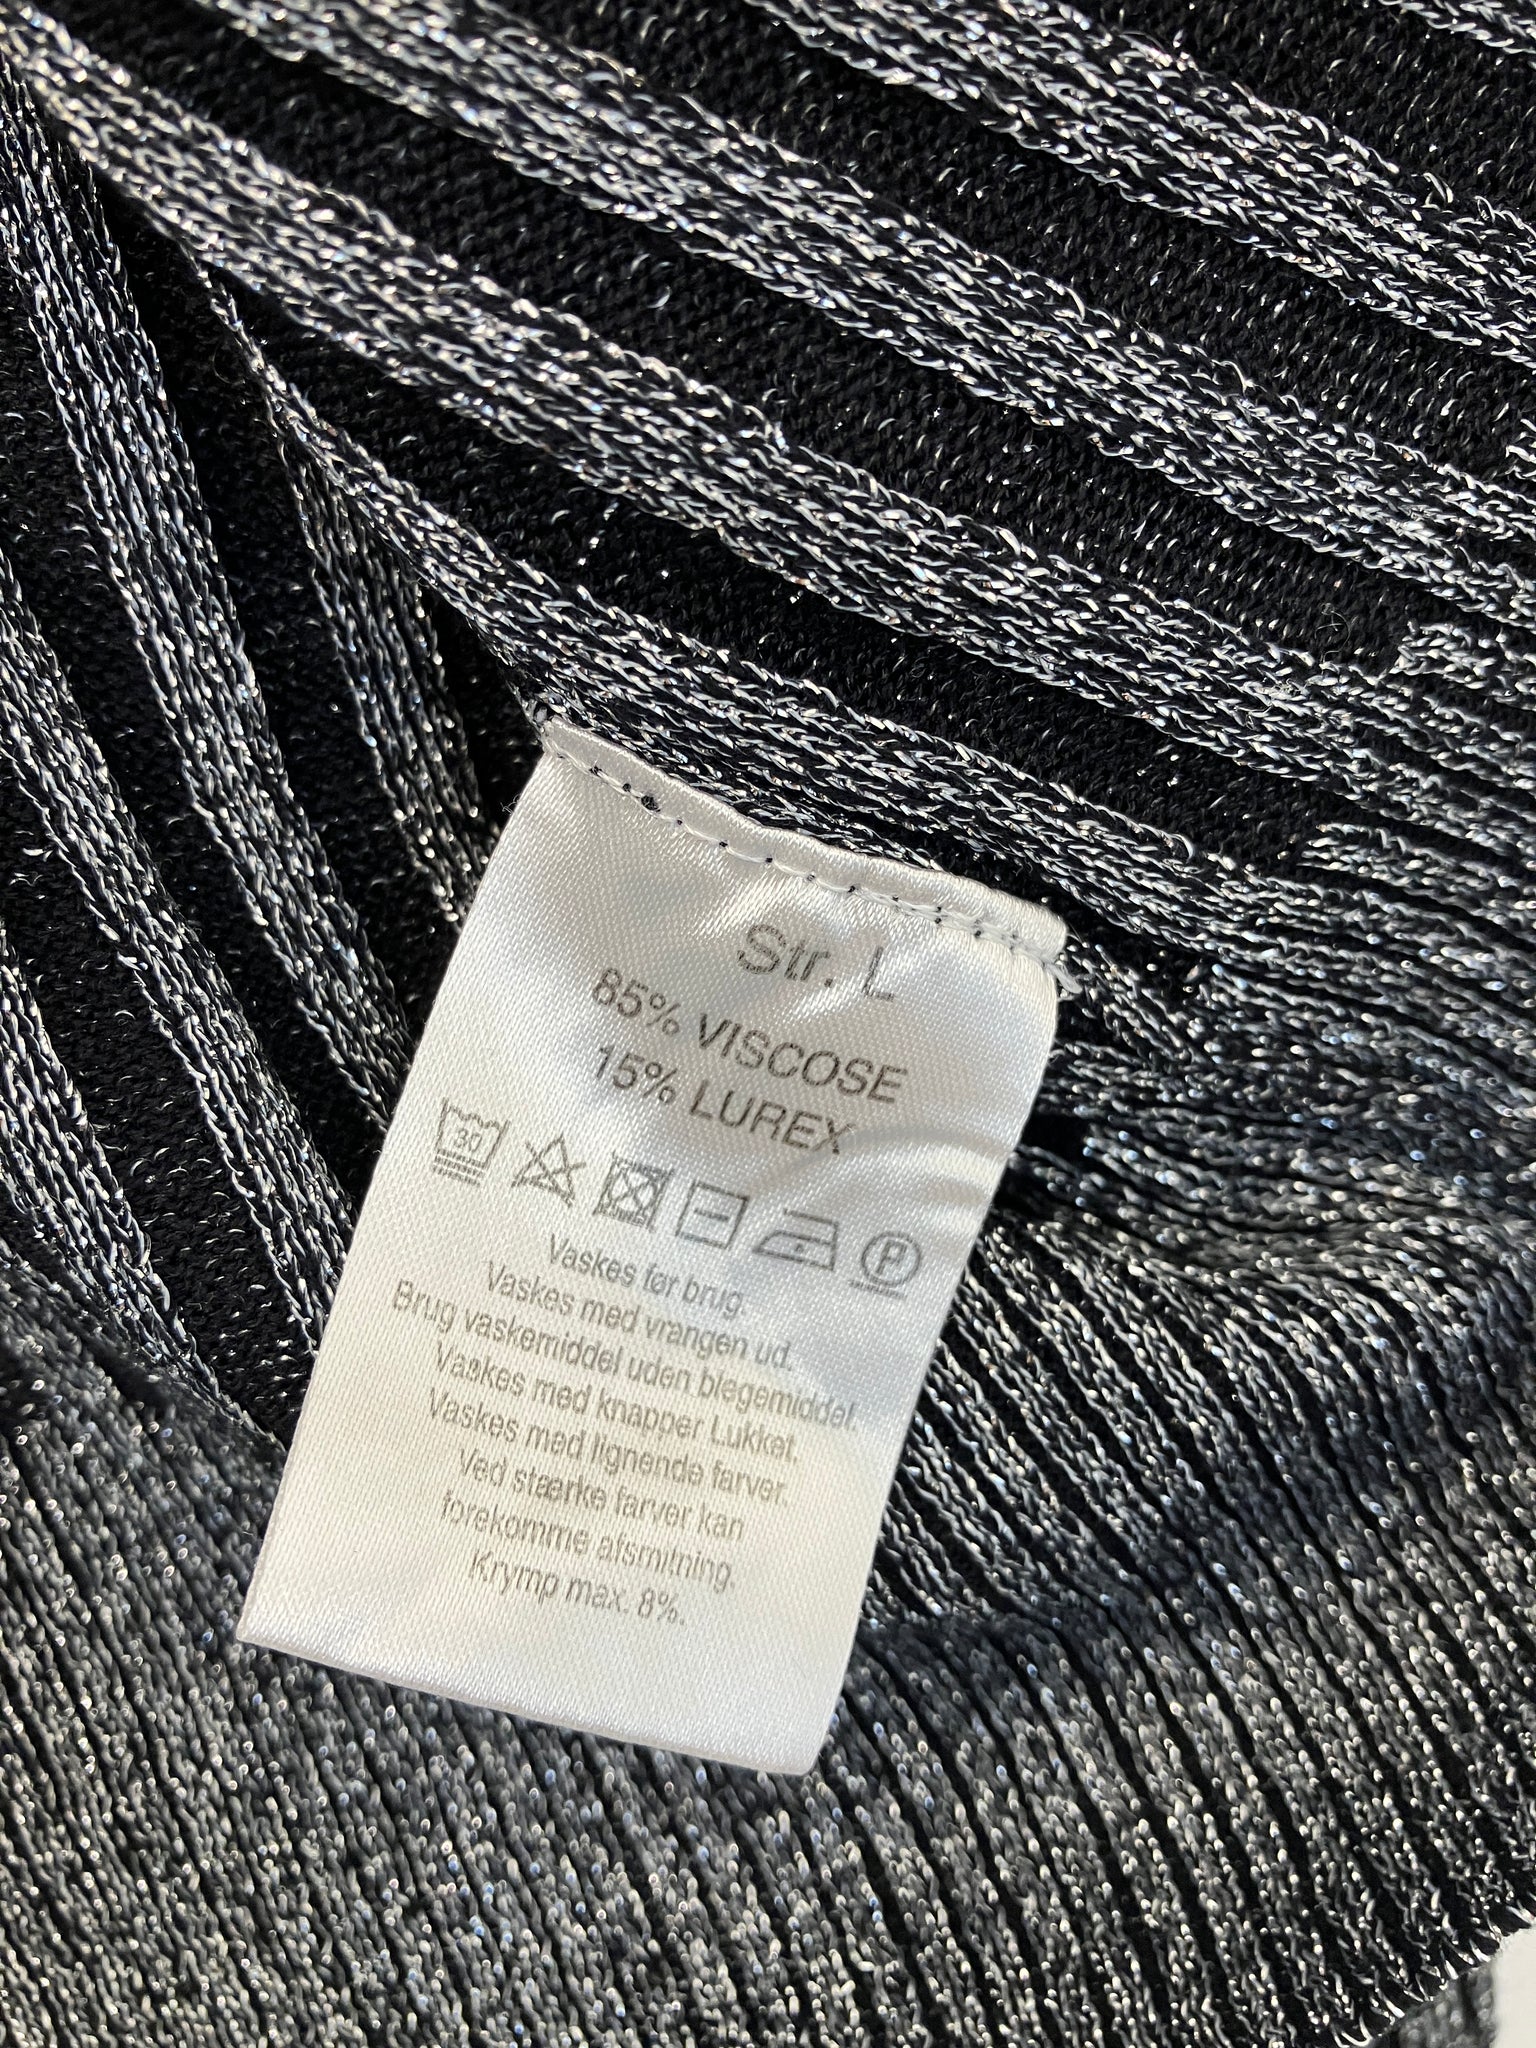 Str. L
85% VISCOSE
15% LUREX
30
P
Vaskes før brug.
Vaskes med vrangen ud.
Brug vaskemiddel uden blegemiddel.
Vaskes med knapper Lukket.
Vaskes med lignende farver.
Ved stærke farver kan
forekomme afsmitning.
Krymp max. 8%.